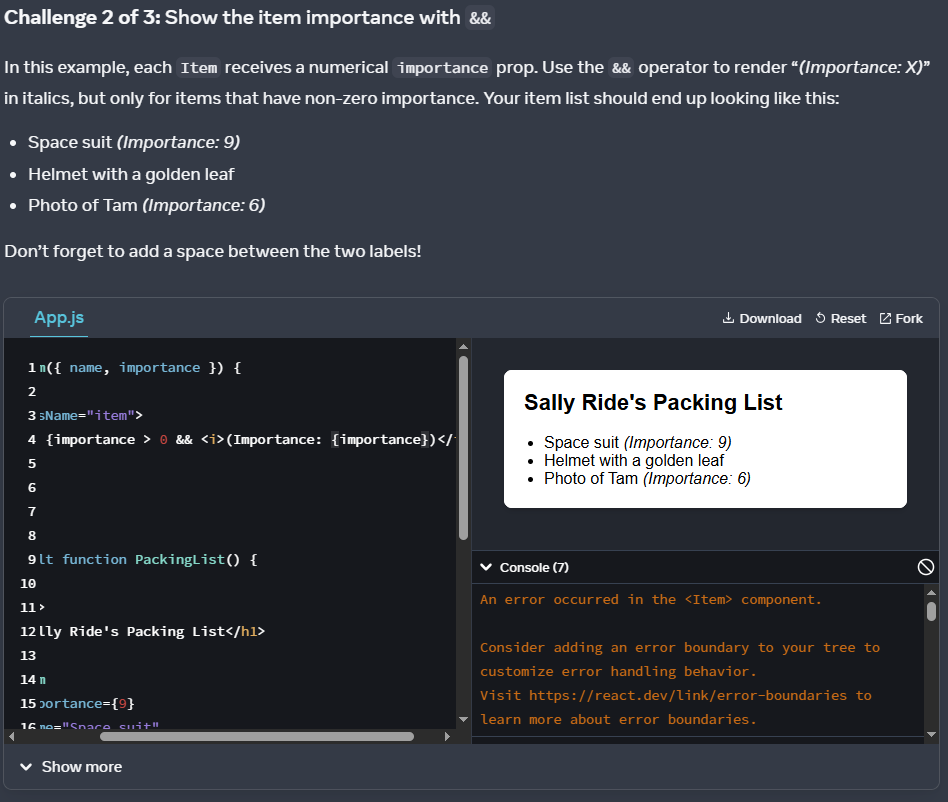 Challenge 2 of 3: Show the item importance with &&
In this example, each Item receives a numerical importance prop. Use the && operator to render “(Importance: X)”
in italics, but only for items that have non-zero importance. Your item list should end up looking like this:
• Space suit (Importance: 9)
• Helmet with a golden leaf
• Photo of Tam (Importance: 6)
Don’t forget to add a space between the two labels!
App.js
Download Reset Fork
1 m({ name, importance }) {
2
3 sName="item">
4 {importance > 0 && <i>(Importance: {importance})</
5
6
7
8
9 lt function PackingList() {
10
11 >
12 lly Ride's Packing List</h1>
13
14 m
15 portance={9}
16 me="Space suit"
Sally Ride's Packing List
• Space suit (Importance: 9)
• Helmet with a golden leaf
• Photo of Tam (Importance: 6)
Console (7)
An error occurred in the <Item> component.
Consider adding an error boundary to your tree to
customize error handling behavior.
Visit https://react.dev/link/error-boundaries to
learn more about error boundaries.
Show more